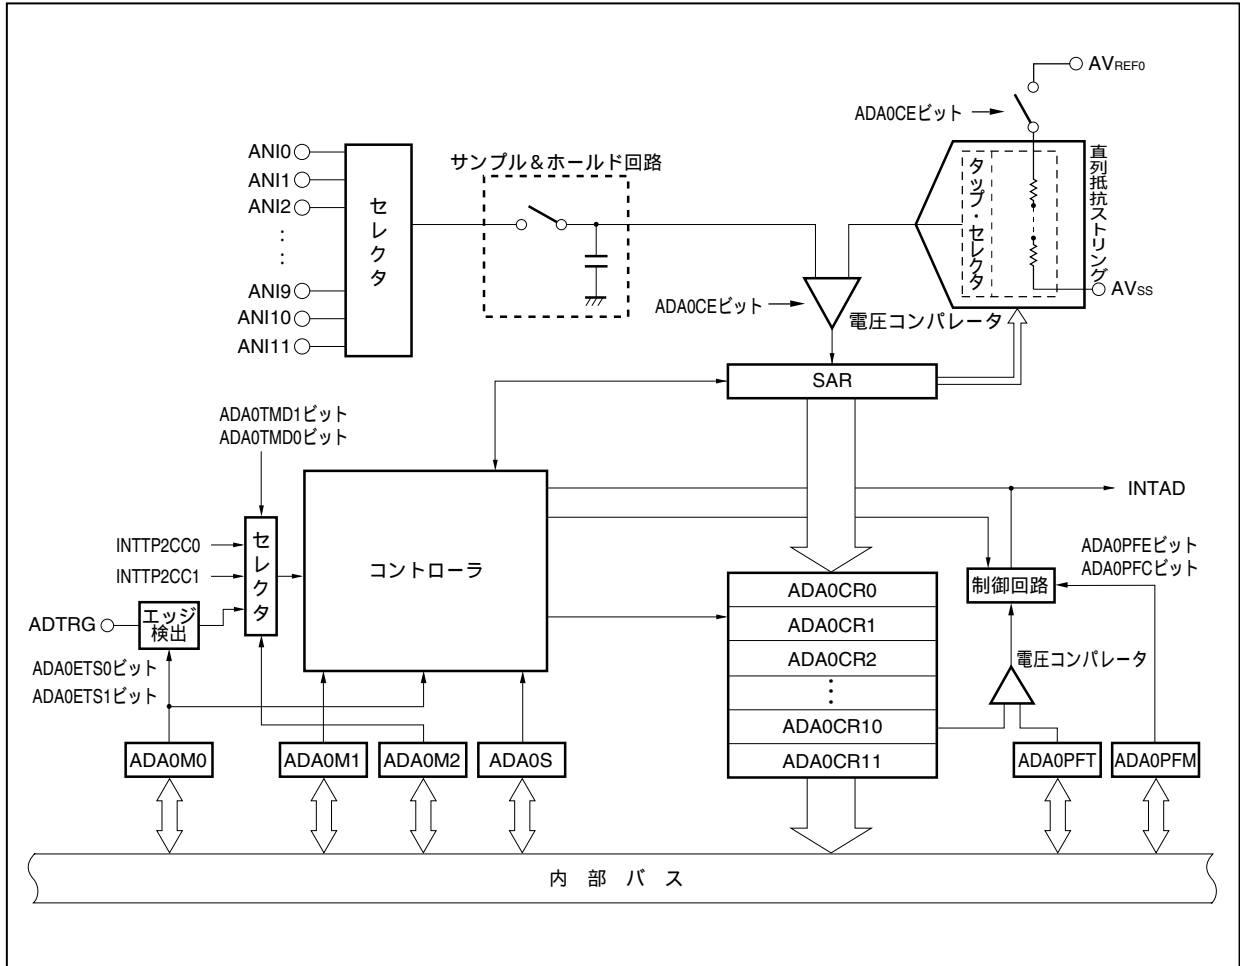 AVREF0
ADA0CEビット
ANI0
ANI1
ANI2
ANI9
ANI10
ANI11
セレクタ
サンプル＆ホールド回路
タップ・セレクタ
直列抵抗ストリング
AVSS
ADA0CEビット
電圧コンパレータ
SAR
ADA0TMD1ビット
ADA0TMD0ビット
INTTP2CC0
INTTP2CC1
ADTRG
エッジ
検出
セレクタ
コントローラ
INTAD
ADA0ETS0ビット
ADA0ETS1ビット
ADA0CR0
ADA0CR1
ADA0CR2
ADA0CR10
ADA0CR11
制御回路
ADA0PFEビット
ADA0PFCビット
電圧コンパレータ
ADA0M0
ADA0M1
ADA0M2
ADA0S
ADA0PFT
ADA0PFM
内部バス